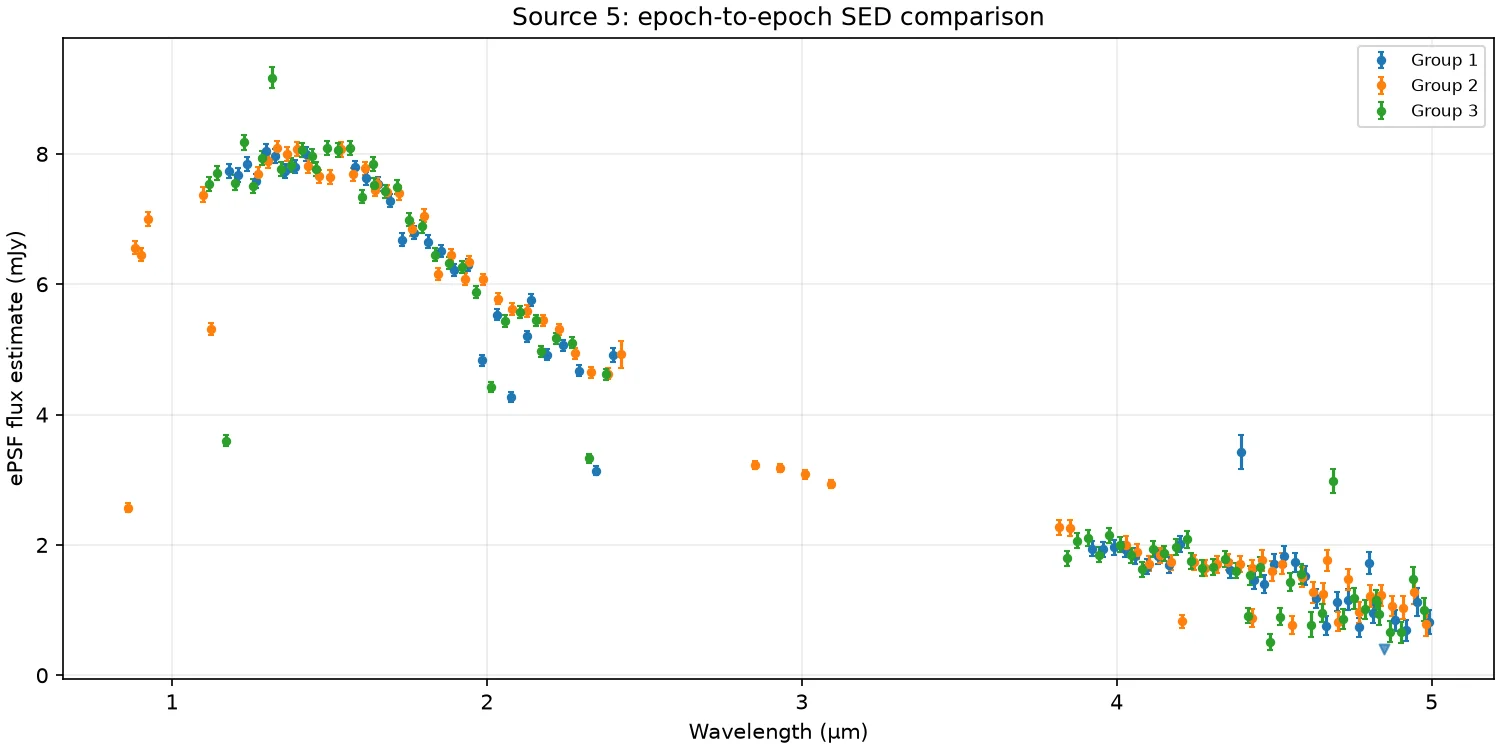 Source 5: epoch-to-epoch SED comparison
Group 1
Group 2
Group 3
ePSF flux estimate (mJy)
8
6
4
2
0
1 2 3 4 5
Wavelength (μm)